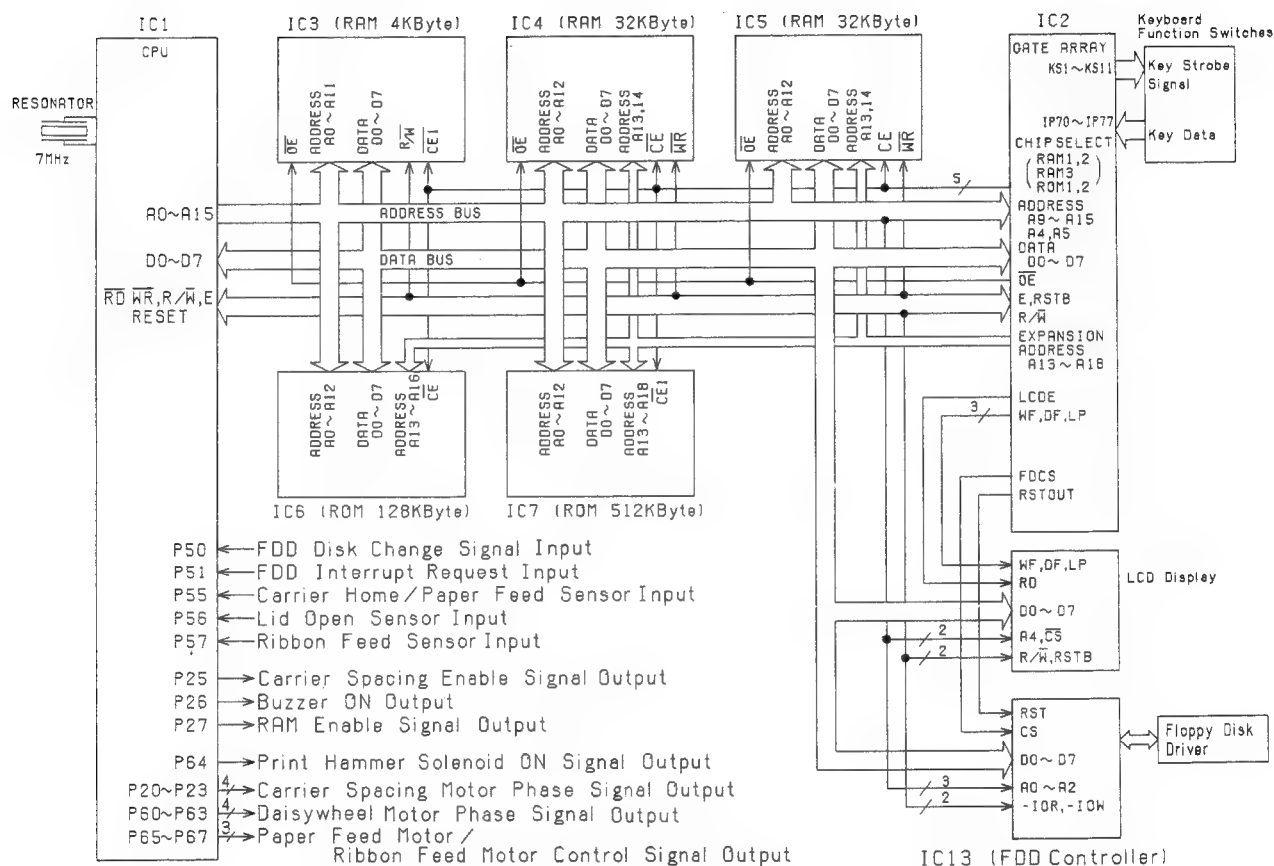 IC1
CPU
RESONATOR
7MHz
A0~A15
D0~D7
RD WR,R/W,E
RESET
P50 FDD Disk Change Signal Input
P51 FDD Interrupt Request Input
P55 Carrier Home/Paper Feed Sensor Input
P56 Lid Open Sensor Input
P57 Ribbon Feed Sensor Input
P25 Carrier Spacing Enable Signal Output
P26 Buzzer ON Output
P27 RAM Enable Signal Output
P64 Print Hammer Solenoid ON Signal Output
P20~P23 4 Carrier Spacing Motor Phase Signal Output
P60~P63 4 Daisywheel Motor Phase Signal Output
P65~P67 3 Paper Feed Motor/
Ribbon Feed Motor Control Signal Output
IC3 (RAM 4KByte)
OE
ADDRESS
A0~A11
DATA
D0~D7
R/W
CE1
IC4 (RAM 32KByte)
OE
ADDRESS
A0~A12
DATA
D0~D7
ADDRESS
A13,14
CE
WR
IC5 (RAM 32KByte)
OE
ADDRESS
A0~A12
DATA
D0~D7
ADDRESS
A13,14
CE
WR
ADDRESS BUS
DATA BUS
5
ADDRESS
A0~A12
DATA
D0~D7
ADDRESS
A13~A16
CE
IC6 (ROM 128KByte)
ADDRESS
A0~A12
DATA
D0~D7
ADDRESS
A13~A18
CE1
IC7 (ROM 512KByte)
IC2
GATE ARRAY
KS1~KS11
IP70~IP77
CHIPSELECT
(RAM1,2
RAM3
ROM1,2)
ADDRESS
A9~A15
A4,A5
DATA
D0~D7
OE
E,RSTB
R/W
EXPANSION
ADDRESS
A13~A18
LCDE
3 WF,DF,LP
FDCS
RSTOUT
Keyboard
Function Switches
Key Strobe
Signal
Key Data
WF,DF,LP
RD
D0~D7
2 A4,CS
2 R/W,RSTB
LCD Display
RST
CS
D0~D7
3 A0~A2
2 -IOR,-IOW
IC13 (FDD Controller)
Floppy Disk
Driver